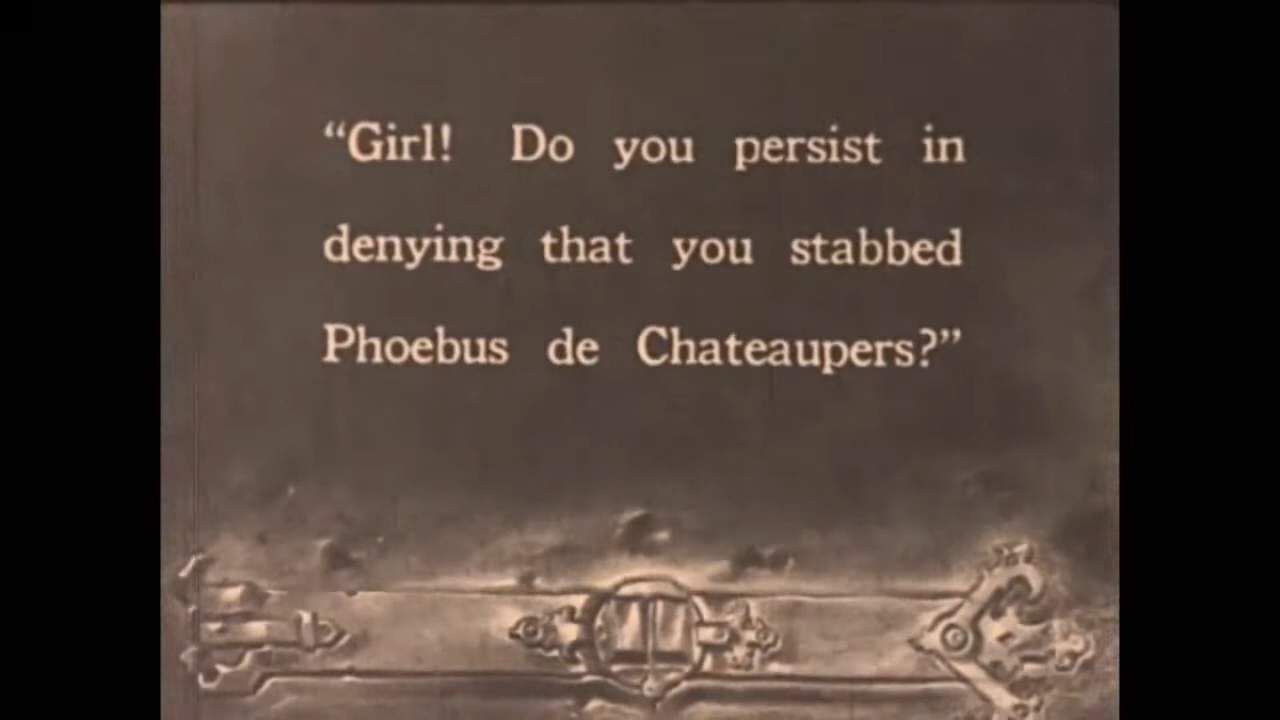 “Girl! Do you persist in
denying that you stabbed
Phoebus de Chateaupers?”